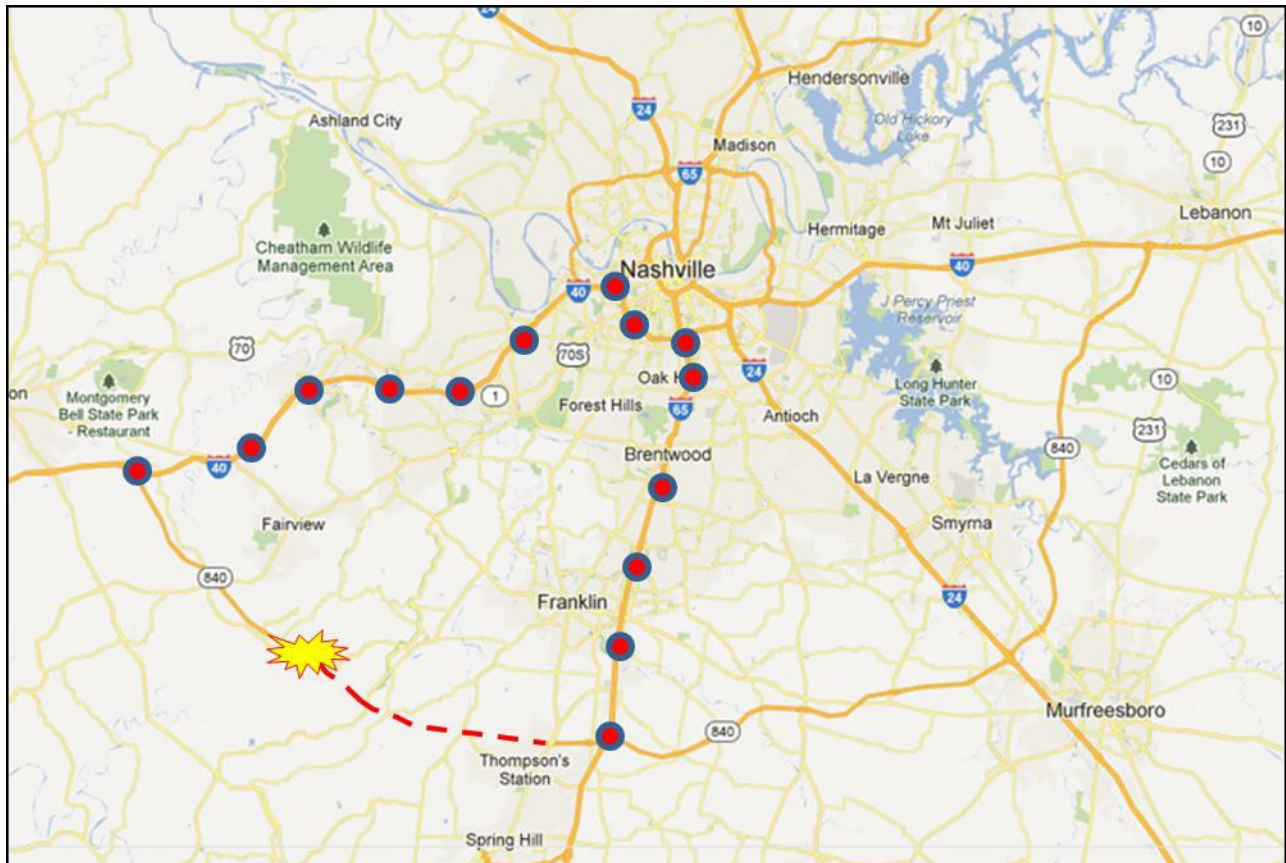 24
10
Hendersonville
Ashland City
24
Old Hickory
Lake
231
Madison
10
65
Lebanon
Cheatham Wildlife
Management Area
Hermitage
Mt Juliet
Nashville
40
40
J Percy Priest
Reservoir
70
70S
24
Oak H
Long Hunter
State Park
10
on
Montgomery
Bell State Park
- Restaurant
1
Forest Hills
65
Antioch
231
Brentwood
840
Cedars of
Lebanon
State Park
40
La Vergne
Fairview
Smyrna
840
24
Franklin
Murfreesboro
840
Thompson's
Station
Spring Hill